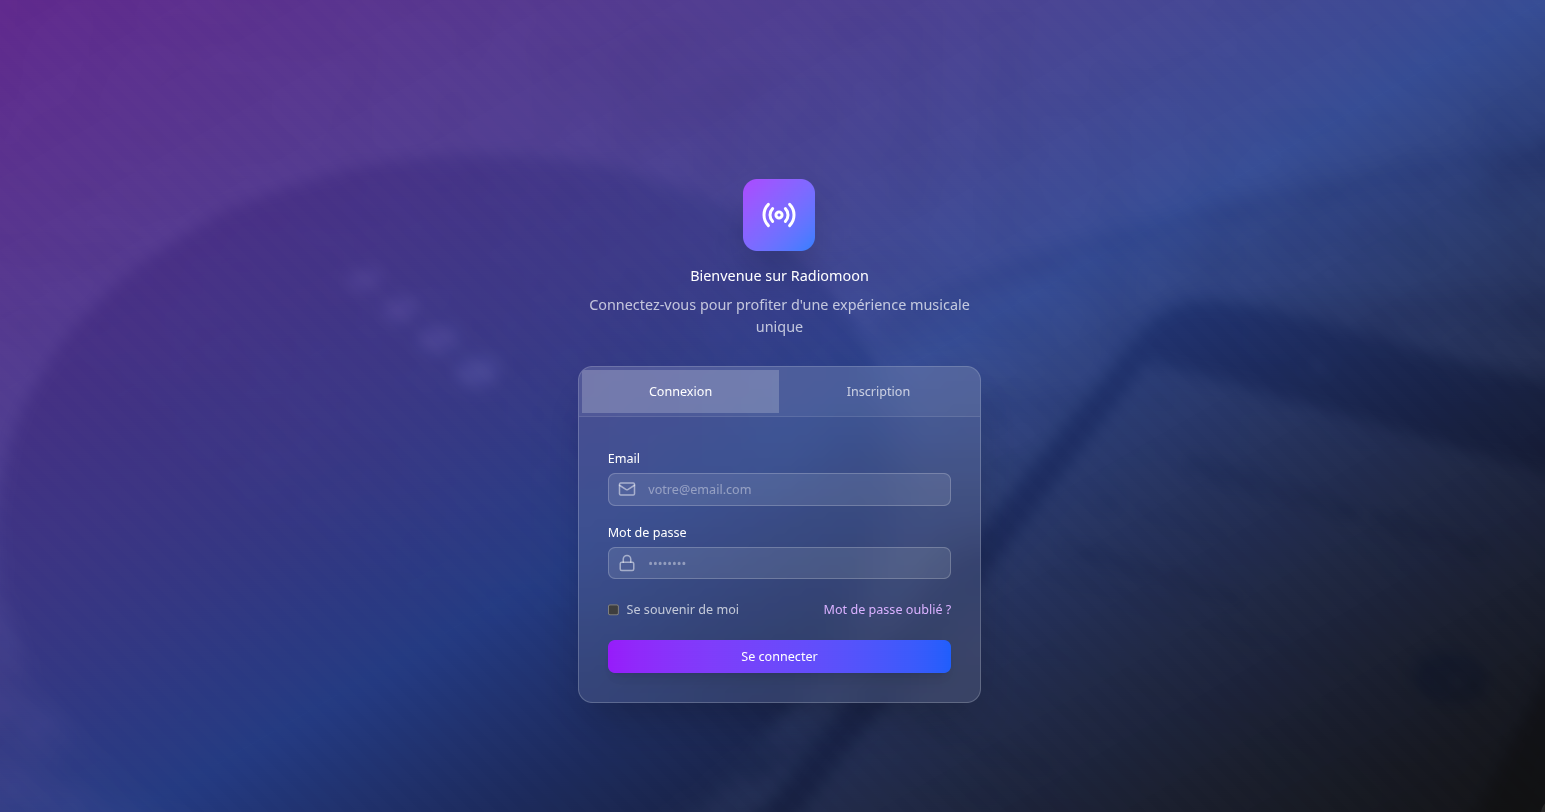 Bienvenue sur Radiomoon
Connectez-vous pour profiter d'une expérience musicale
unique
Connexion
Inscription
Email
votre@email.com
Mot de passe
••••••••
Se souvenir de moi
Mot de passe oublié ?
Se connecter